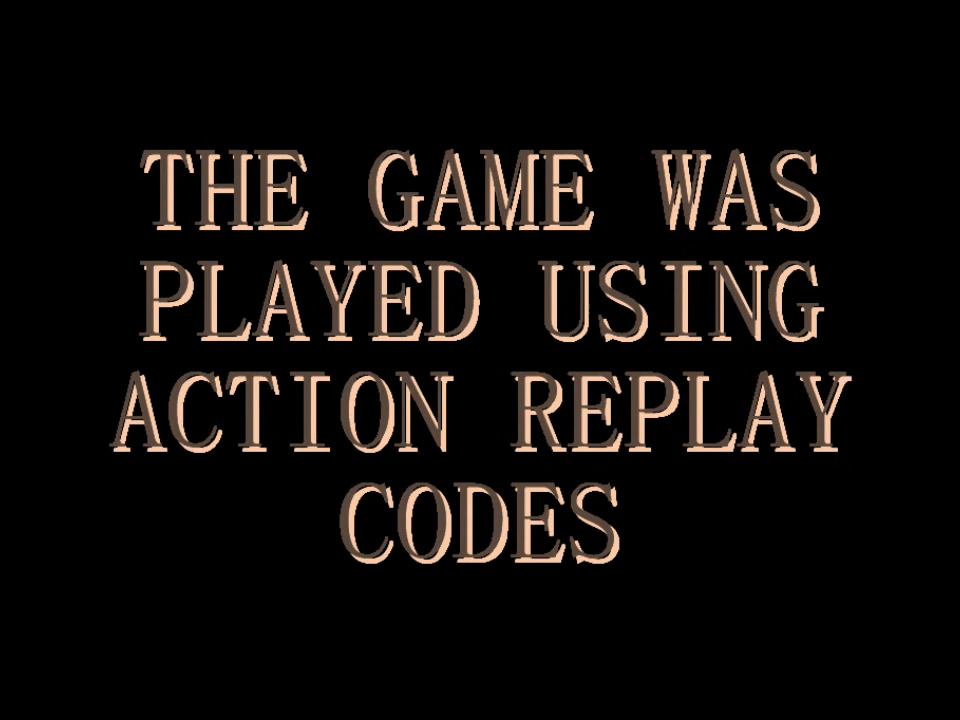 THE GAME WAS
PLAYED USING
ACTION REPLAY
CODES